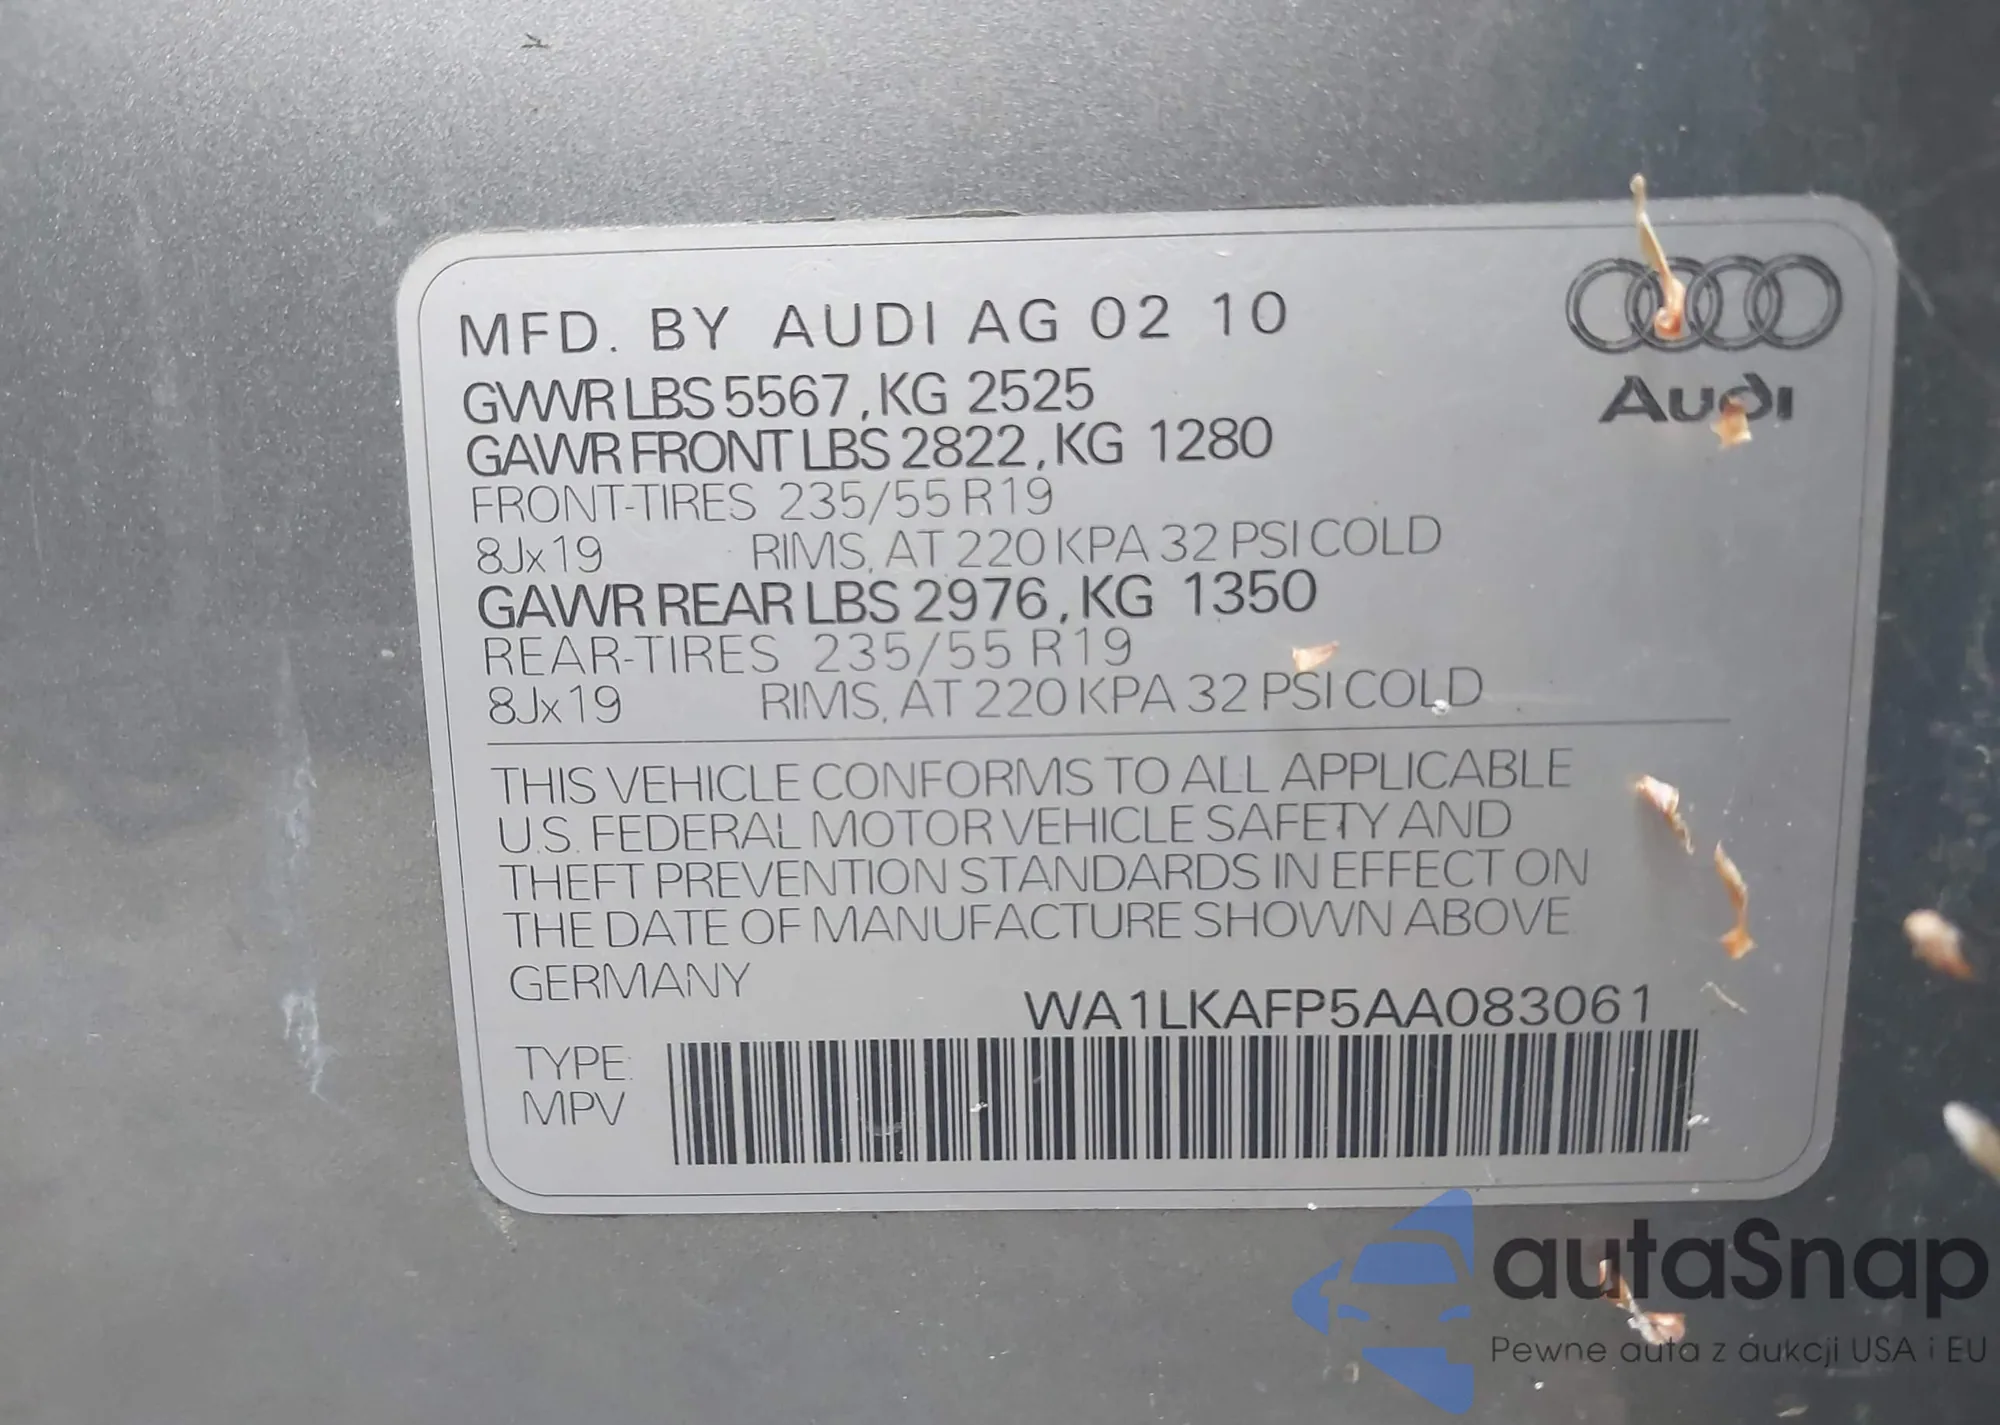 MFD. BY AUDI AG 02 10
GVWR LBS 5567, KG 2525
GAWR FRONT LBS 2822, KG 1280
FRONT-TIRES 235/55 R19
8Jx19 RIMS, AT 220 KPA 32 PSI COLD
GAWR REAR LBS 2976, KG 1350
REAR-TIRES 235/55 R19
8Jx19 RIMS, AT 220 KPA 32 PSI COLD
Audi
THIS VEHICLE CONFORMS TO ALL APPLICABLE
U.S. FEDERAL MOTOR VEHICLE SAFETY AND
THEFT PREVENTION STANDARDS IN EFFECT ON
THE DATE OF MANUFACTURE SHOWN ABOVE
GERMANY
WA1LKAFP5AA083061
TYPE:
MPV
autaSnap
Pewne auta z aukcji USA i EU